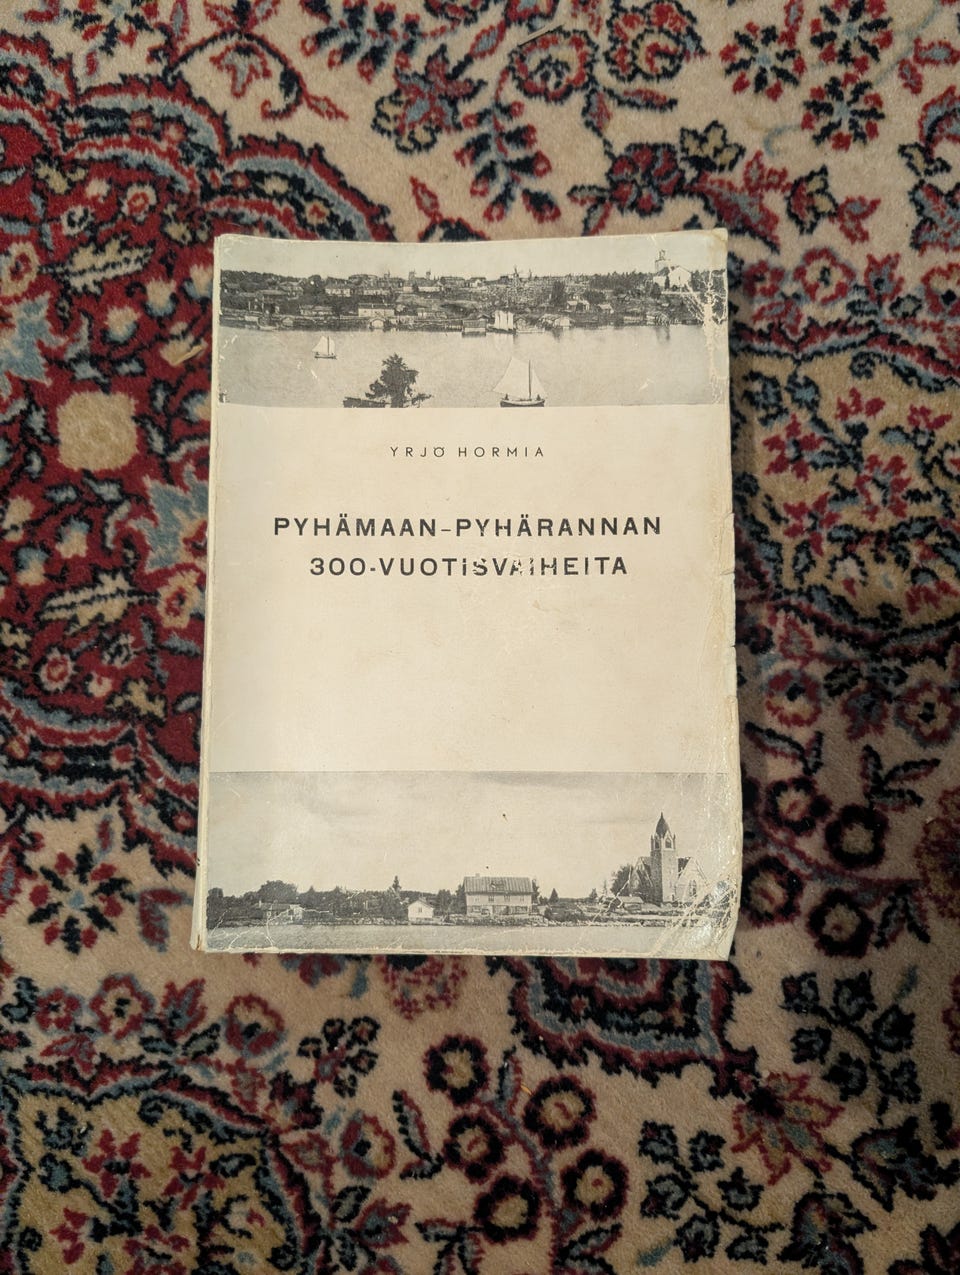 YRJÖ HORMIA
PYHÄMAAN-PYHÄRANNAN
300-VUOTISVAIHEITA